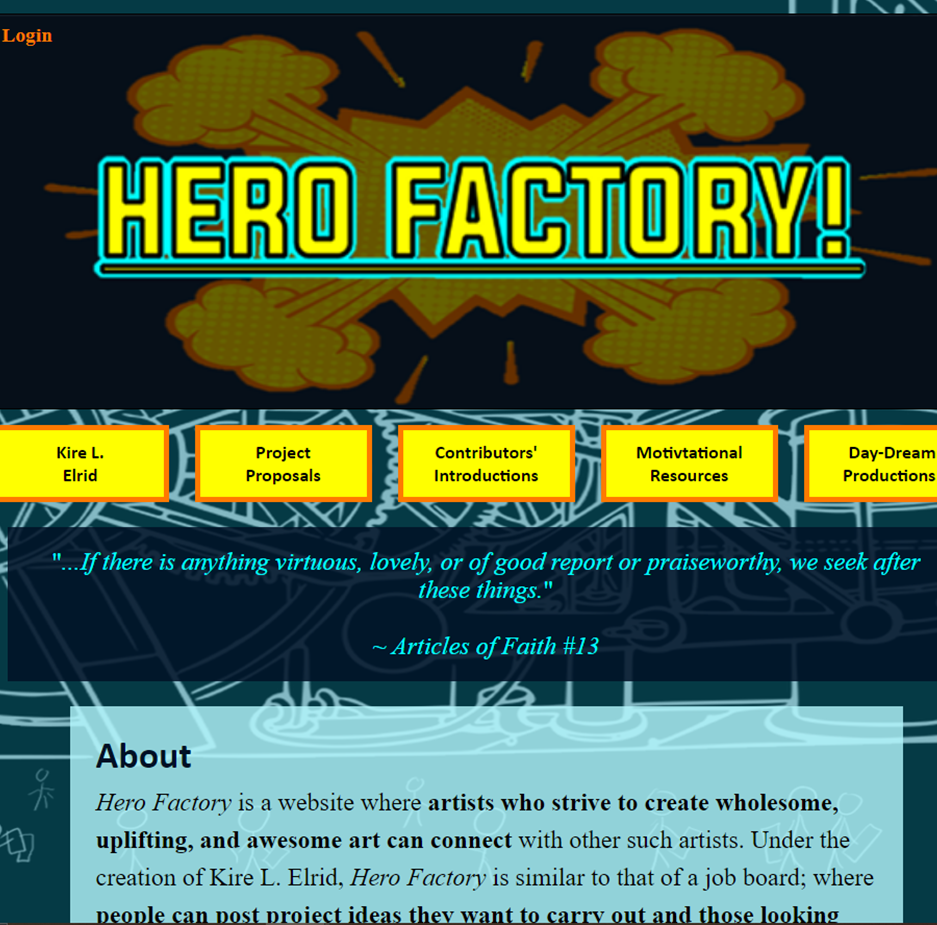 Login
HERO FACTORY!
Kire L.
Elrid
Project
Proposals
Contributors'
Introductions
Motivtational
Resources
Day-Dream
Productions
"...If there is anything virtuous, lovely, or of good report or praiseworthy, we seek after
these things."
~ Articles of Faith #13
About
Hero Factory is a website where artists who strive to create wholesome,
uplifting, and awesome art can connect with other such artists. Under the
creation of Kire L. Elrid, Hero Factory is similar to that of a job board; where
people can post project ideas they want to carry out and those looking